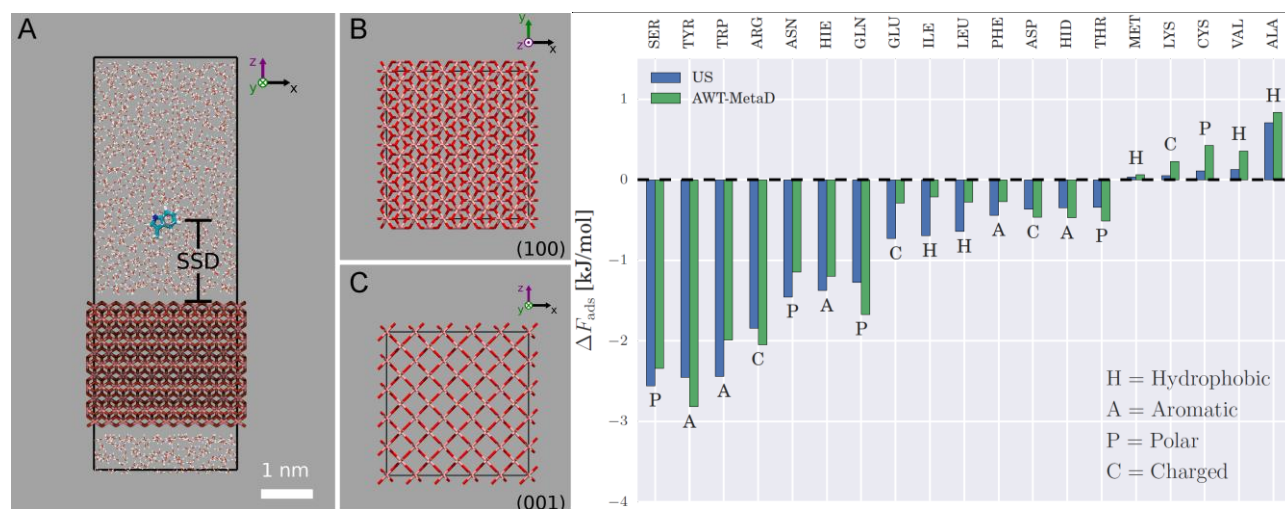 A
z
y
x
SSD
1 nm
B
y
z
x
(100)
C
z
y
x
(001)
SER
TYR
TRP
ARG
ASN
HIE
GLN
GLU
ILE
LEU
PHE
ASP
HID
THR
MET
LYS
CYS
VAL
ALA
US
AWT-MetaD
ΔF_ads [kJ/mol]
1
0
−1
−2
−3
−4
P
A
A
C
P
A
P
C
H
H
A
C
A
P
H
C
P
H
H
H = Hydrophobic
A = Aromatic
P = Polar
C = Charged